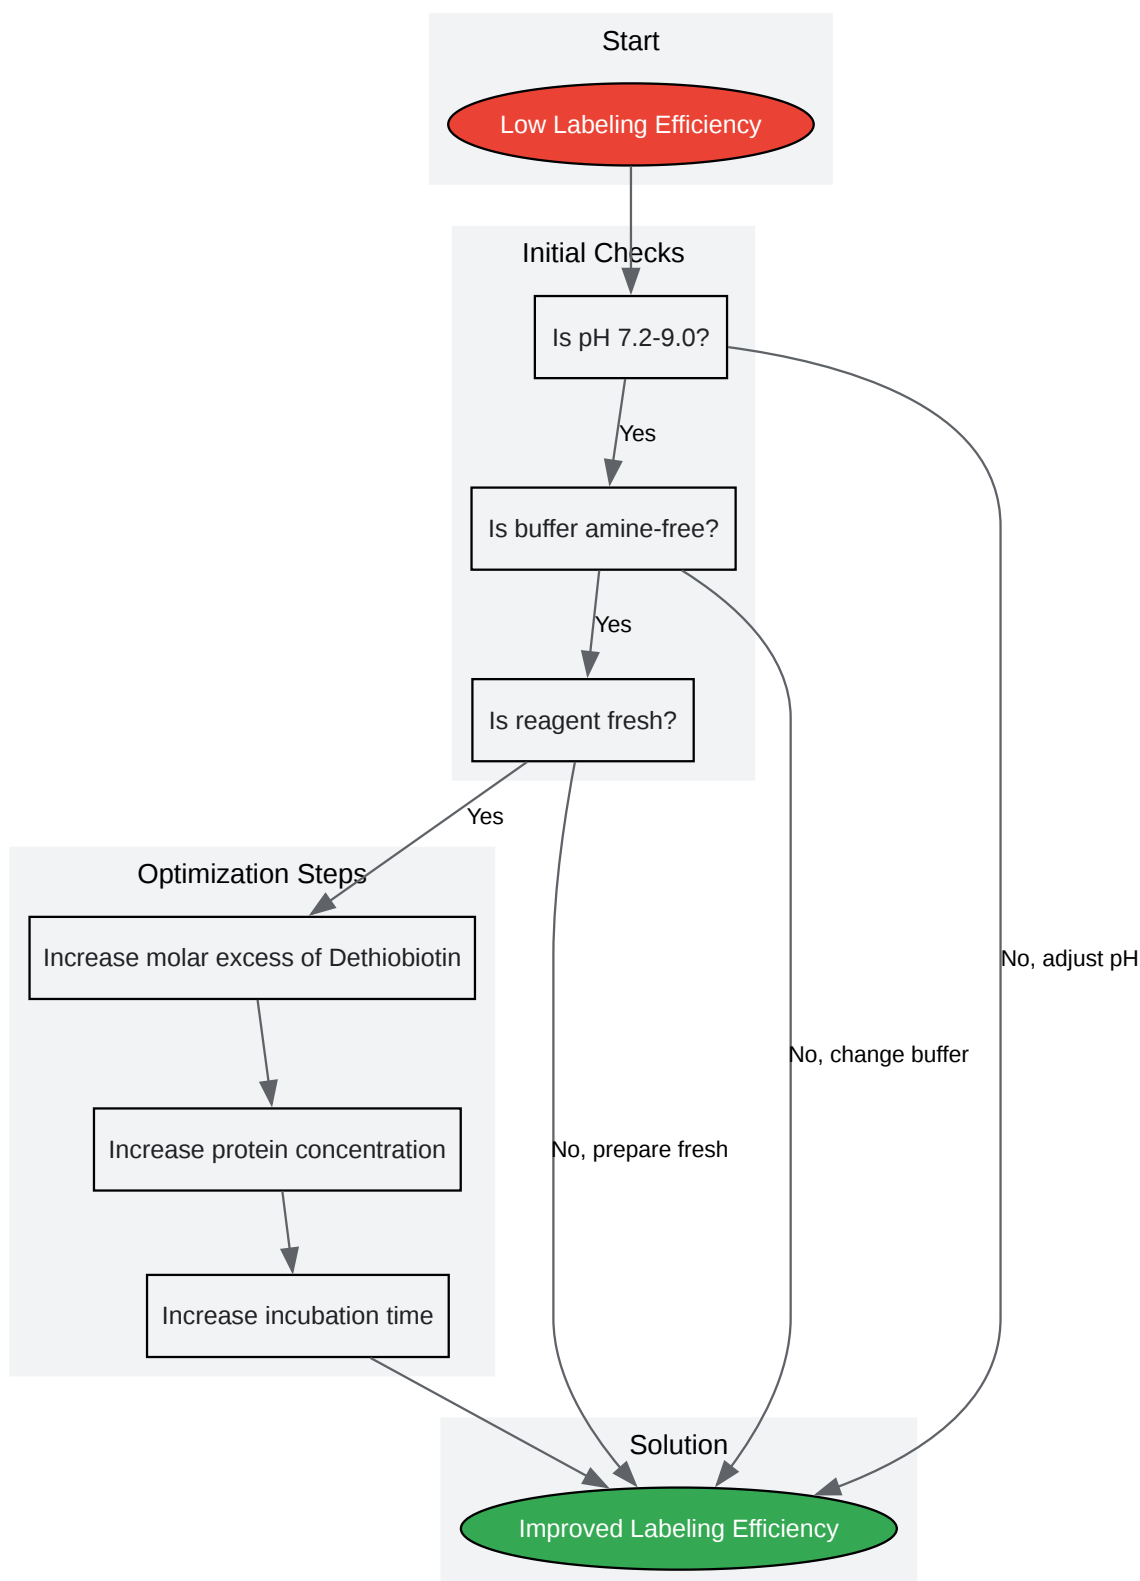 Start
Low Labeling Efficiency
Initial Checks
Is pH 7.2-9.0?
Yes
Is buffer amine-free?
Yes
Is reagent fresh?
Yes
Optimization Steps
Increase molar excess of Dethiobiotin
No, adjust pH
No, change buffer
Increase protein concentration
No, prepare fresh
Increase incubation time
Solution
Improved Labeling Efficiency